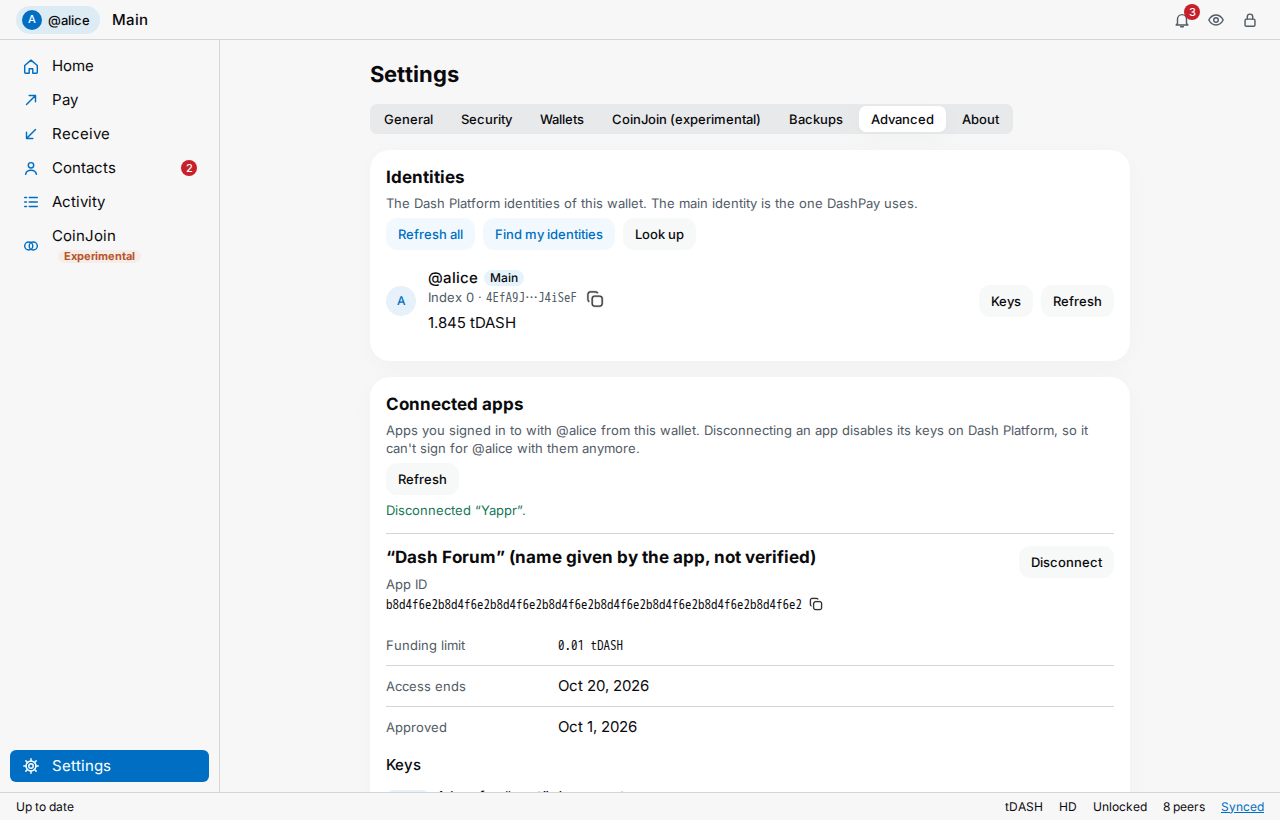 A @alice Main 3
Home
Pay
Receive
Contacts 2
Activity
CoinJoin
Experimental
Settings
Settings
General Security Wallets CoinJoin (experimental) Backups Advanced About
Identities
The Dash Platform identities of this wallet. The main identity is the one DashPay uses.
Refresh all Find my identities Look up
A
@alice Main
Index 0 · 4EfA9J···J4iSeF
1.845 tDASH
Keys Refresh
Connected apps
Apps you signed in to with @alice from this wallet. Disconnecting an app disables its keys on Dash Platform, so it
can't sign for @alice with them anymore.
Refresh
Disconnected “Yappr”.
“Dash Forum” (name given by the app, not verified) Disconnect
App ID
b8d4f6e2b8d4f6e2b8d4f6e2b8d4f6e2b8d4f6e2b8d4f6e2b8d4f6e2b8d4f6e2
Funding limit 0.01 tDASH
Access ends Oct 20, 2026
Approved Oct 1, 2026
Keys
Up to date tDASH HD Unlocked 8 peers Synced